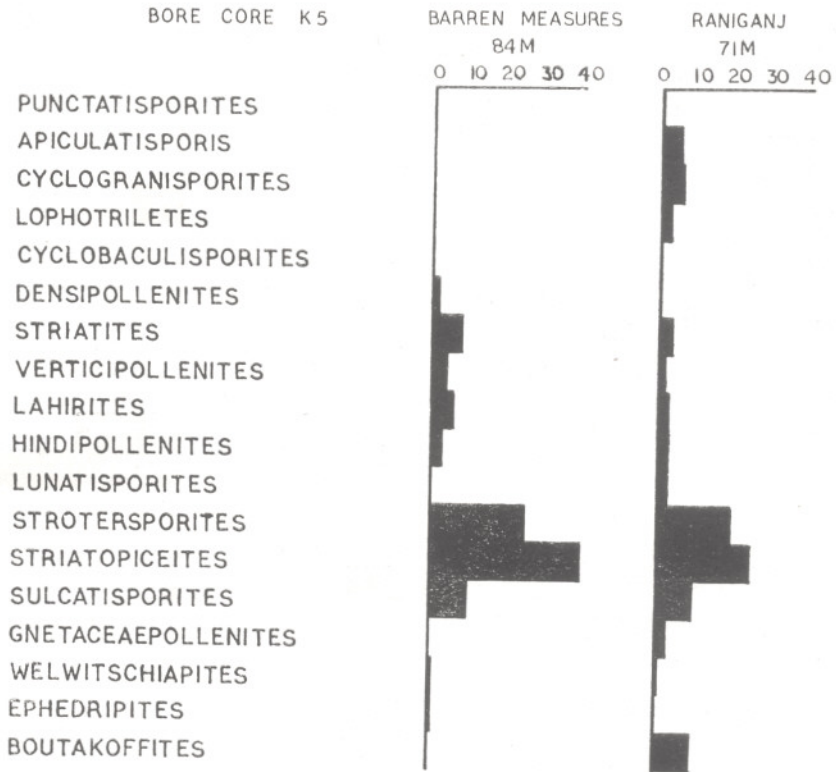 BORE CORE K5 BARREN MEASURES RANIGANJ
84M 71M
0 10 20 30 40 0 10 20 30 40
PUNCTATISPORITES
APICULATISPORIS
CYCLOGRANISPORITES
LOPHOTRILETES
CYCLOBACULISPORITES
DENSIPOLLENITES
STRIATITES
VERTICIPOLLENITES
LAHIRITES
HINDIPOLLENITES
LUNATISPORITES
STROTERSPORITES
STRIATOPICEITES
SULCATISPORITES
GNETACEAEPOLLENITES
WELWITSCHIAPITES
EPHEDRIPITES
BOUTAKOFFITES